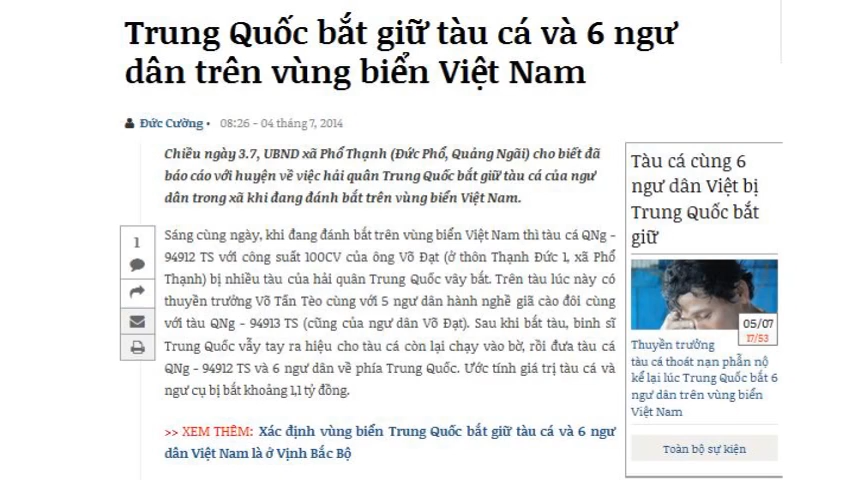 Trung Quốc bắt giữ tàu cá và 6 ngư
dân trên vùng biển Việt Nam
Đức Cường • 08:26 - 04 tháng 7, 2014
Chiều ngày 3.7, UBND xã Phổ Thạnh (Đức Phổ, Quảng Ngãi) cho biết đã
báo cáo với huyện về việc hải quân Trung Quốc bắt giữ tàu cá của ngư
dân trong xã khi đang đánh bắt trên vùng biển Việt Nam.
1
Sáng cùng ngày, khi đang đánh bắt trên vùng biển Việt Nam thì tàu cá QNg -
94912 TS với công suất 100CV của ông Võ Đạt (ở thôn Thạnh Đức 1, xã Phổ
Thạnh) bị nhiều tàu của hải quân Trung Quốc vây bắt. Trên tàu lúc này có
thuyền trưởng Võ Tấn Tèo cùng với 5 ngư dân hành nghề giã cào đôi cùng
với tàu QNg - 94913 TS (cũng của ngư dân Võ Đạt). Sau khi bắt tàu, binh sĩ
Trung Quốc vẫy tay ra hiệu cho tàu cá còn lại chạy vào bờ, rồi đưa tàu cá
QNg - 94912 TS và 6 ngư dân về phía Trung Quốc. Ước tính giá trị tàu cá và
ngư cụ bị bắt khoảng 1,1 tỷ đồng.
>> XEM THÊM: Xác định vùng biển Trung Quốc bắt giữ tàu cá và 6 ngư
dân Việt Nam là ở Vịnh Bắc Bộ
Tàu cá cùng 6
ngư dân Việt bị
Trung Quốc bắt
giữ
05/07
17/53
Thuyền trưởng
tàu cá thoát nạn phẫn nộ
kể lại lúc Trung Quốc bắt 6
ngư dân trên vùng biển
Việt Nam
Toàn bộ sự kiện